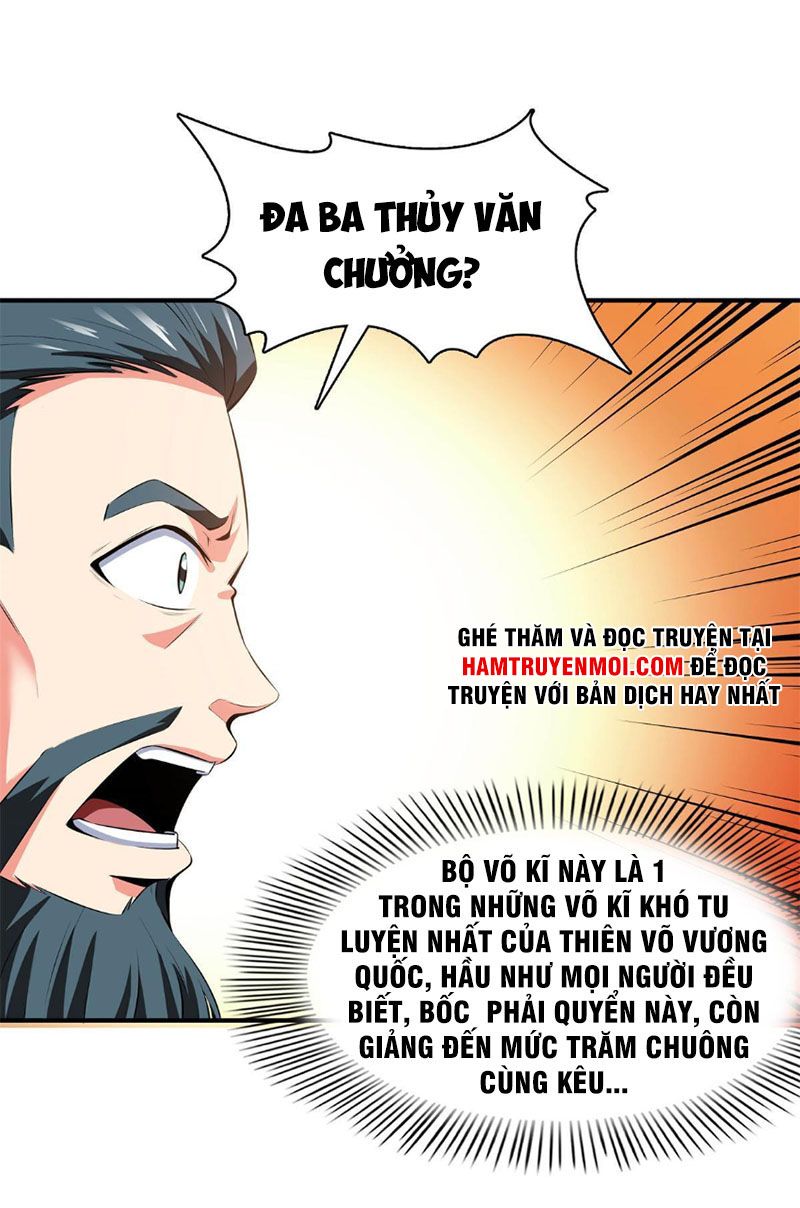 ĐA BA THỦY VĂN
CHƯỞNG?
GHÉ THĂM VÀ ĐỌC TRUYỆN TẠI
HAMTRUYENMOI.COM ĐỂ ĐỌC
TRUYỆN VỚI BẢN DỊCH HAY NHẤT
BỘ VÕ KĨ NÀY LÀ 1
TRONG NHỮNG VÕ KĨ KHÓ TU
LUYỆN NHẤT CỦA THIÊN VÕ VƯƠNG
QUỐC, HẦU NHƯ MỌI NGƯỜI ĐỀU
BIẾT, BỐC PHẢI QUYỂN NÀY, CÒN
GIẢNG ĐẾN MỨC TRĂM CHUÔNG
CÙNG KÊU...